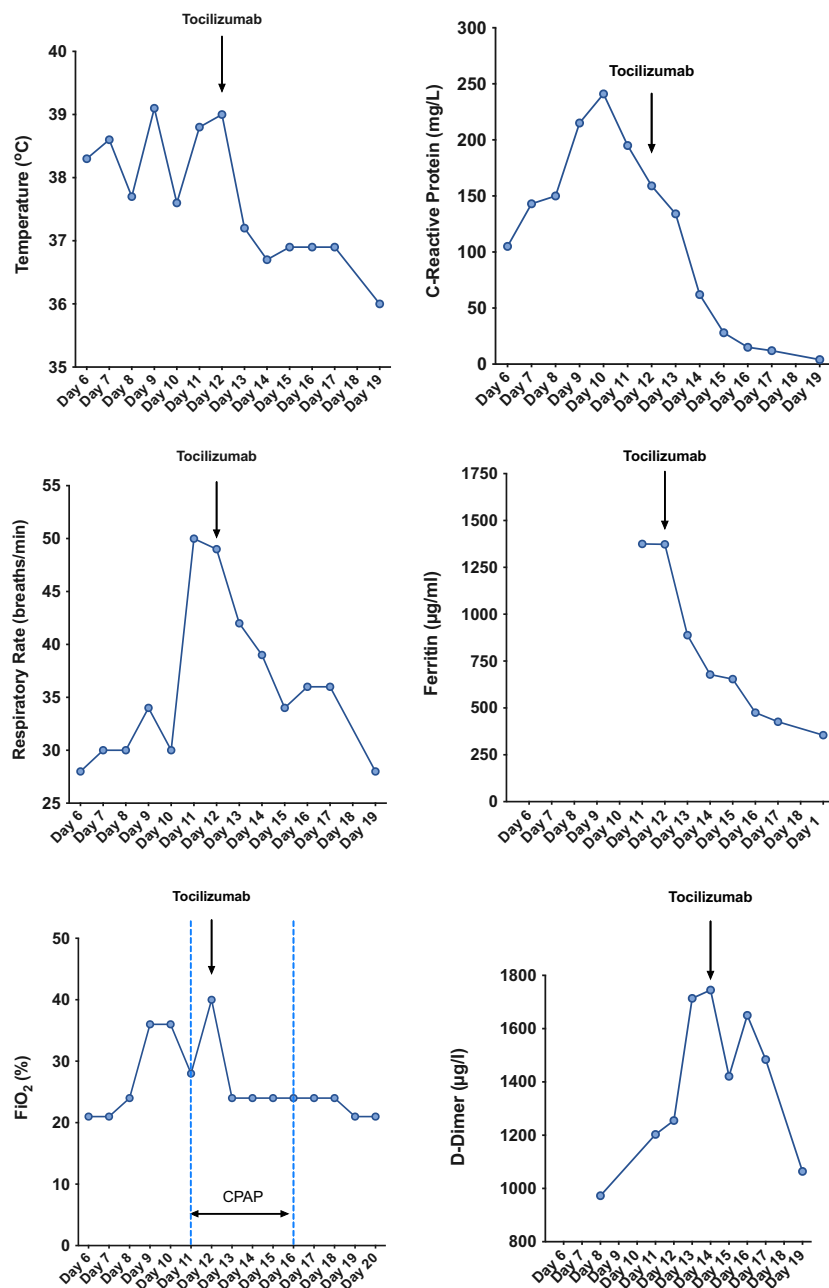 Tocilizumab
Temperature (°C)
40
39
38
37
36
35
Day 6
Day 7
Day 8
Day 9
Day 10
Day 11
Day 12
Day 13
Day 14
Day 15
Day 16
Day 17
Day 18
Day 19
Tocilizumab
C-Reactive Protein (mg/L)
300
250
200
150
100
50
0
Day 6
Day 7
Day 8
Day 9
Day 10
Day 11
Day 12
Day 13
Day 14
Day 15
Day 16
Day 17
Day 18
Day 19
Tocilizumab
Respiratory Rate (breaths/min)
55
50
45
40
35
30
25
Day 6
Day 7
Day 8
Day 9
Day 10
Day 11
Day 12
Day 13
Day 14
Day 15
Day 16
Day 17
Day 18
Day 19
Tocilizumab
Ferritin (µg/ml)
1750
1500
1250
1000
750
500
250
0
Day 6
Day 7
Day 8
Day 9
Day 10
Day 11
Day 12
Day 13
Day 14
Day 15
Day 16
Day 17
Day 18
Day 1
Tocilizumab
FiO₂ (%)
50
40
30
20
10
0
CPAP
Day 6
Day 7
Day 8
Day 9
Day 10
Day 11
Day 12
Day 13
Day 14
Day 15
Day 16
Day 17
Day 18
Day 19
Day 20
Tocilizumab
D-Dimer (µg/l)
1800
1600
1400
1200
1000
800
Day 6
Day 7
Day 8
Day 9
Day 10
Day 11
Day 12
Day 13
Day 14
Day 15
Day 16
Day 17
Day 18
Day 19